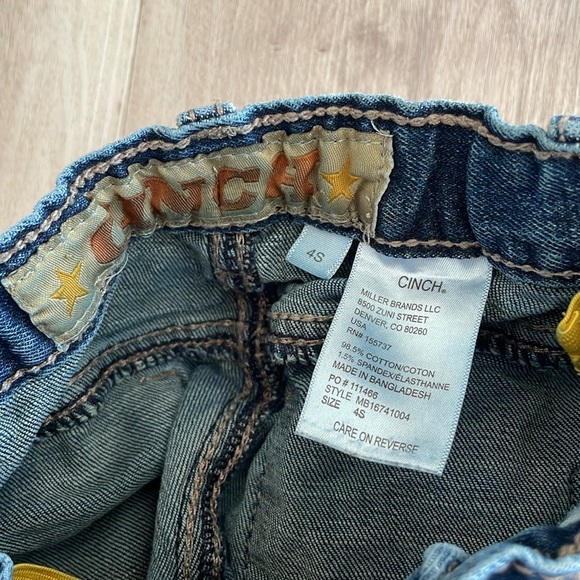 CINCH
4S
CINCH®
MILLER BRANDS LLC
8500 ZUNI STREET
DENVER, CO 80260
USA
RN# 155737
98.5% COTTON/COTTON
1.5% SPANDEX/ELASTHANNE
MADE IN BANGLADESH
PO # 111466
STYLE MB16741004
SIZE 4S
CARE ON REVERSE